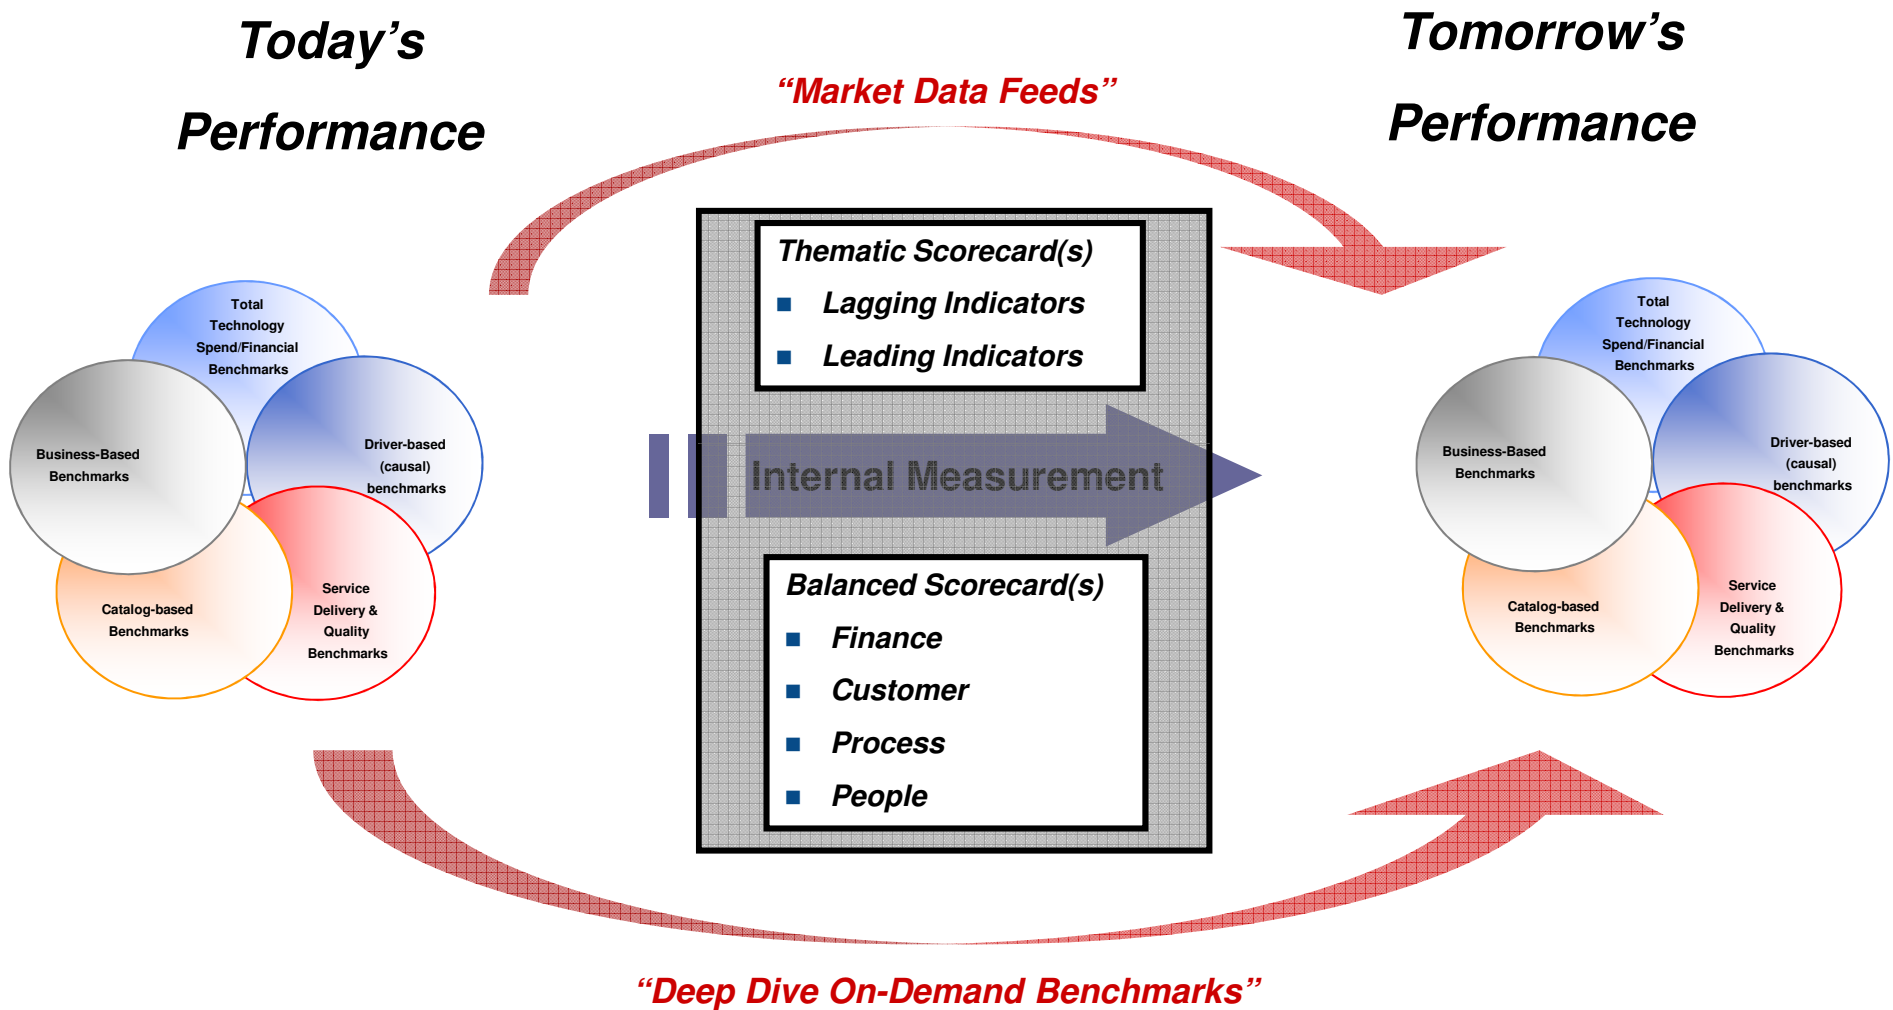 Today’s
Performance
Tomorrow’s
Performance
“Market Data Feeds”
Total
Technology
Spend/Financial
Benchmarks
Business-Based
Benchmarks
Driver-based
(causal)
benchmarks
Catalog-based
Benchmarks
Service
Delivery &
Quality
Benchmarks
Thematic Scorecard(s)
■ Lagging Indicators
■ Leading Indicators
Internal Measurement
Balanced Scorecard(s)
■ Finance
■ Customer
■ Process
■ People
Total
Technology
Spend/Financial
Benchmarks
Business-Based
Benchmarks
Driver-based
(causal)
benchmarks
Catalog-based
Benchmarks
Service
Delivery &
Quality
Benchmarks
“Deep Dive On-Demand Benchmarks”